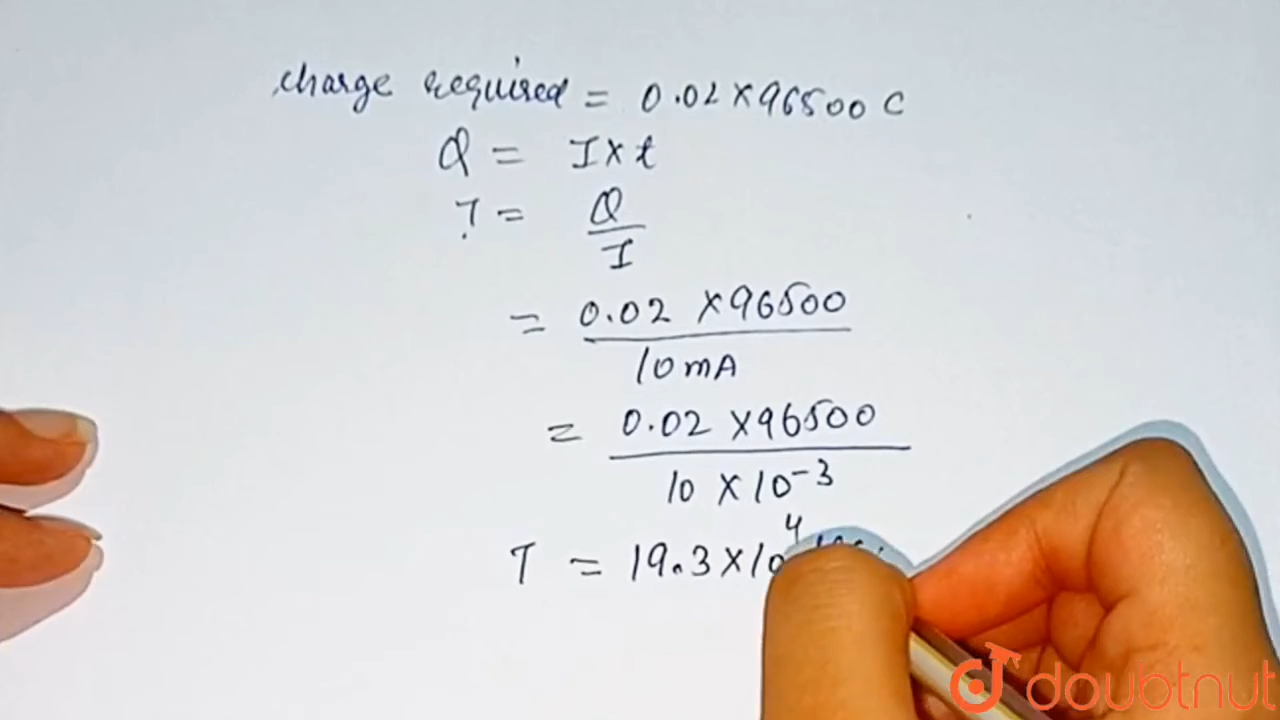 charge required = 0.02 × 96500 C
Q = I × t
T = Q / I
= 0.02 × 96500 / 10 mA
= 0.02 × 96500 / 10 × 10⁻³
T = 19.3 × 10⁴
doubtnut